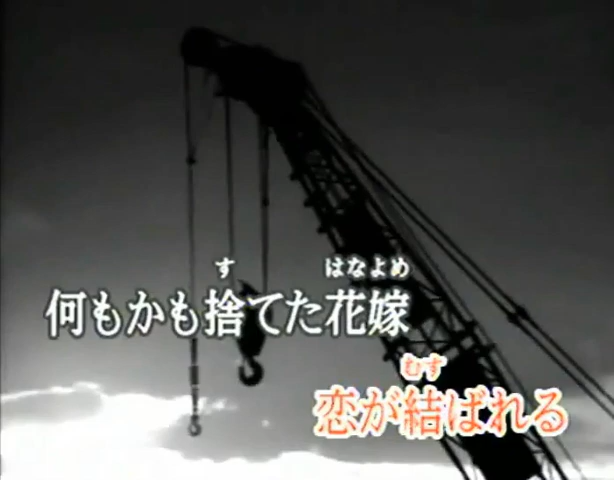 す はなよめ
何もかも捨てた花嫁
むす
恋が結ばれる